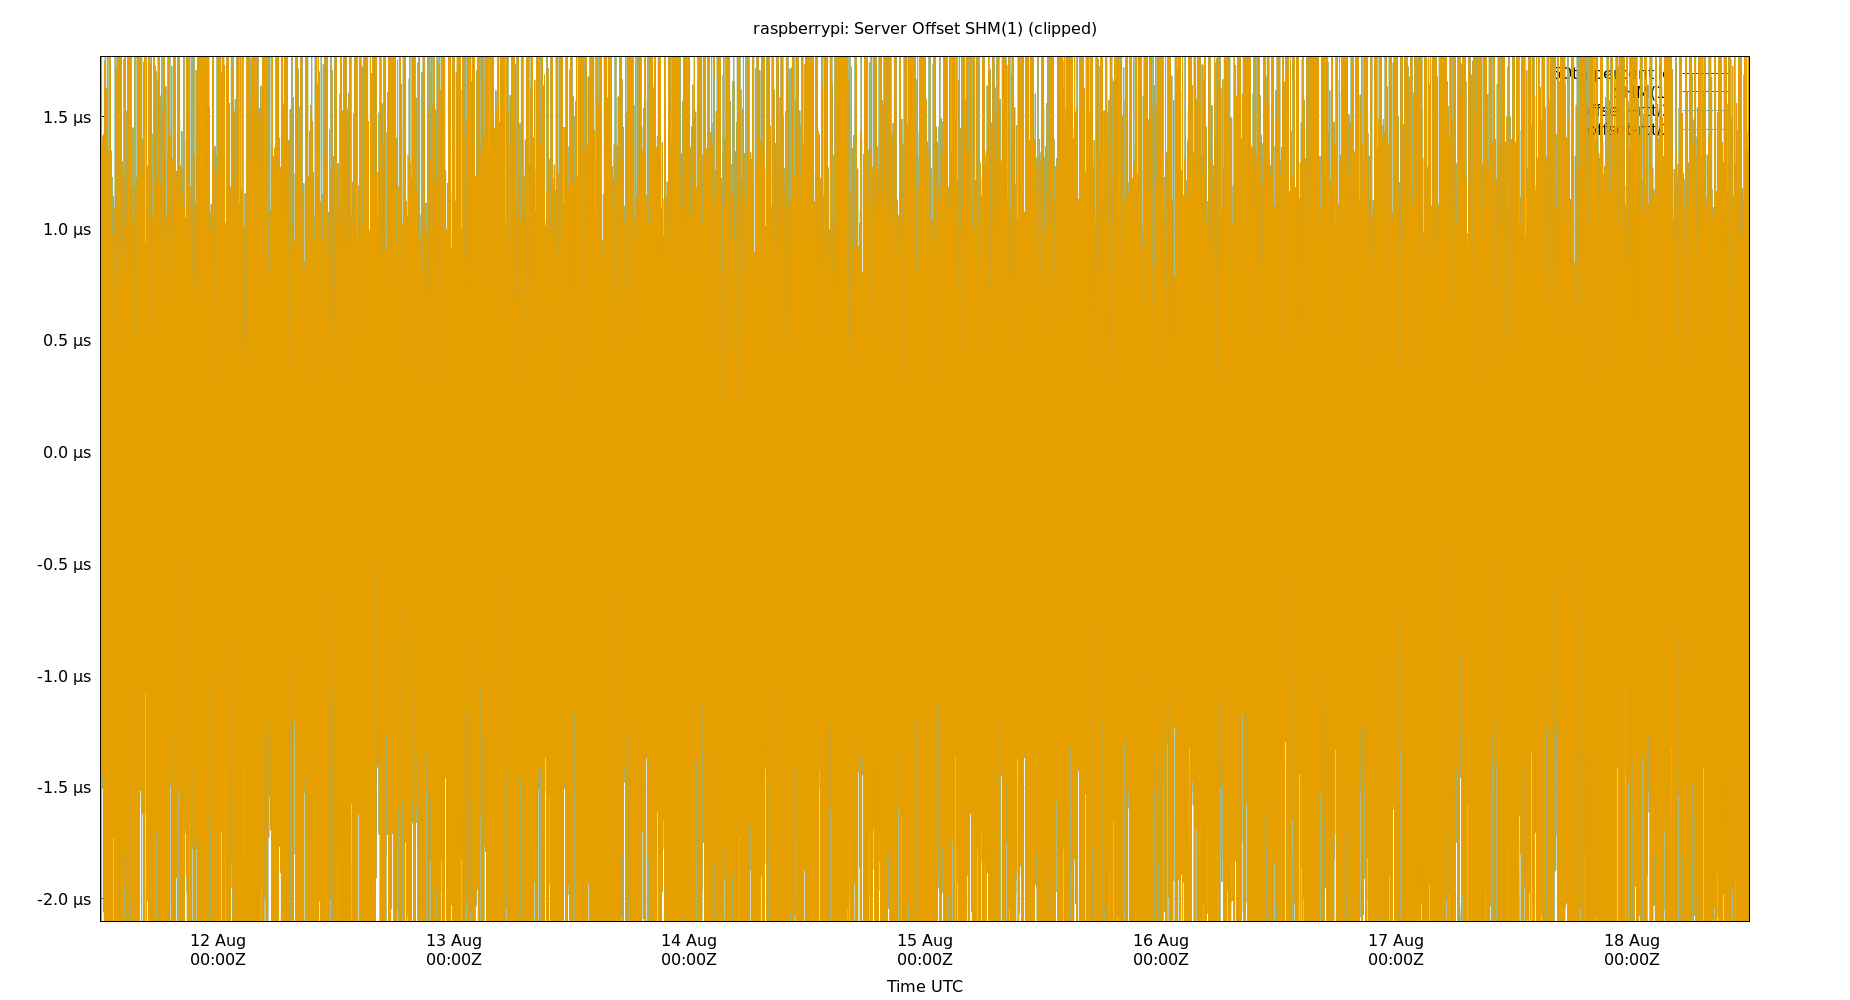 raspberrypi: Server Offset SHM(1) (clipped)
1.5 µs
1.0 µs
0.5 µs
0.0 µs
-0.5 µs
-1.0 µs
-1.5 µs
-2.0 µs
12 Aug 13 Aug 14 Aug 15 Aug 16 Aug 17 Aug 18 Aug
00:00Z 00:00Z 00:00Z 00:00Z 00:00Z 00:00Z 00:00Z
Time UTC